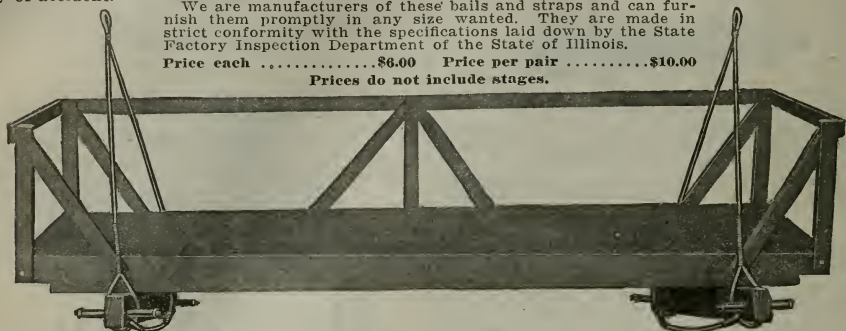 or accident.
We are manufacturers of these bails and straps and can fur-
nish them promptly in any size wanted. They are made in
strict conformity with the specifications laid down by the State
Factory Inspection Department of the State of Illinois.
Price each ..............$6.00 Price per pair ..........$10.00
Prices do not include stages.